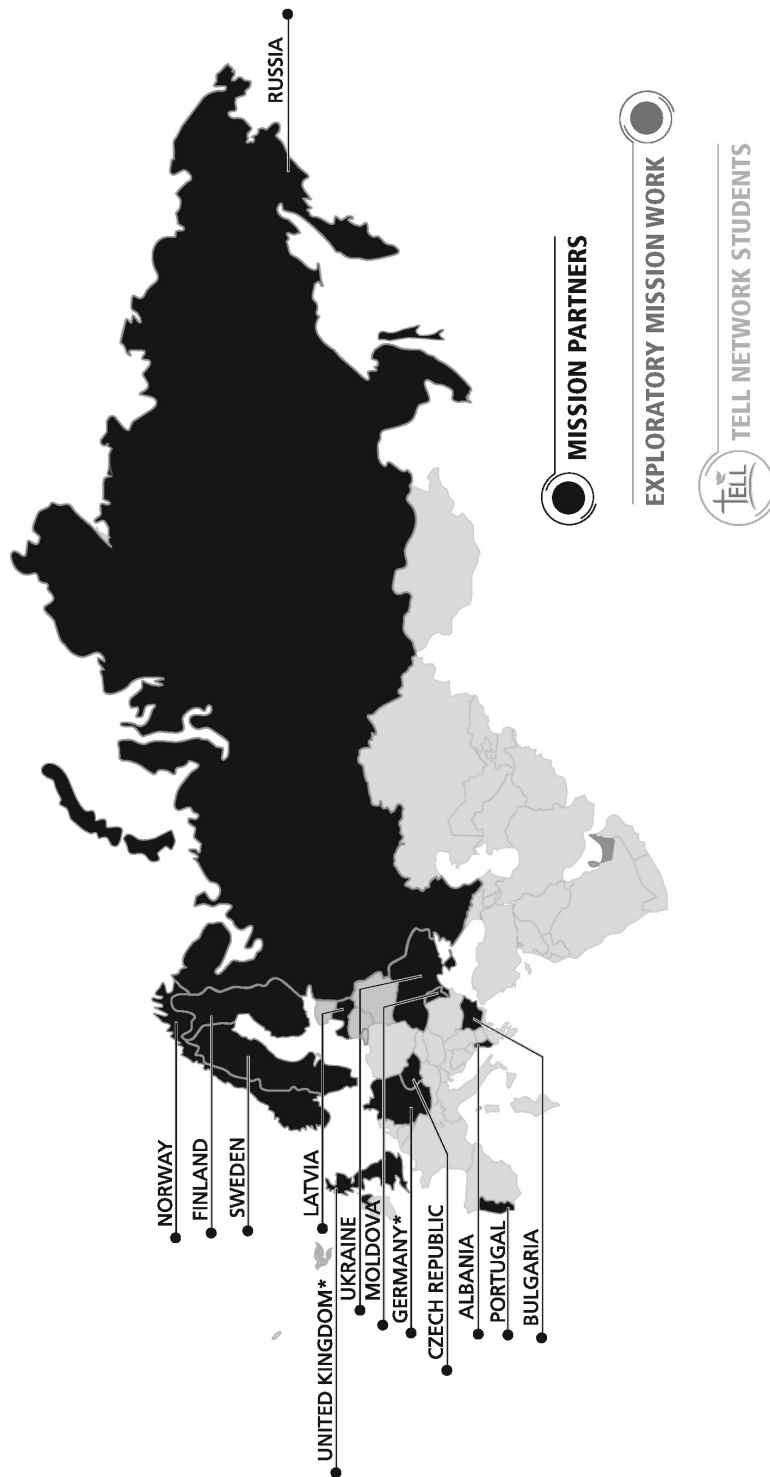 NORWAY
FINLAND
SWEDEN
LATVIA
UNITED KINGDOM*
UKRAINE
MOLDOVA
GERMANY*
CZECH REPUBLIC
ALBANIA
PORTUGAL
BULGARIA
RUSSIA
MISSION PARTNERS
EXPLORATORY MISSION WORK
TELL
TELL NETWORK STUDENTS